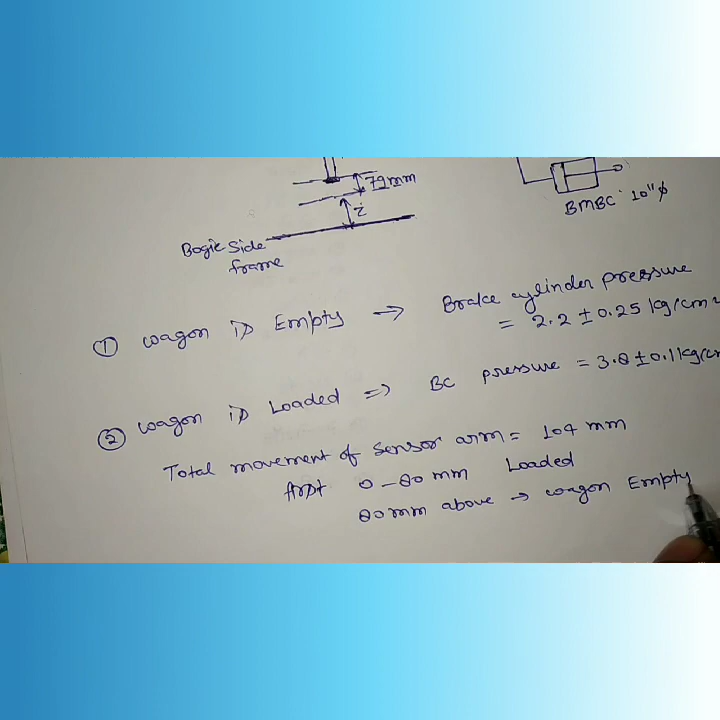 79mm
Z
BMBC 10"φ
Bogie Side
frame
① wagon is Empty → Brake cylinder pressure
= 2.2 ± 0.25 kg/cm²
② wagon is Loaded ⇒ BC pressure = 3.8 ± 0.1 kg/cm
Total movement of Sensor arm = 104 mm
first 0 – 80 mm Loaded
80 mm above → wagon Empty